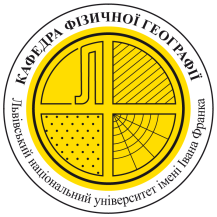 КАФЕДРА ФІЗИЧНОЇ ГЕОГРАФІЇ
Л
Львівський національний університет імені Івана Франка